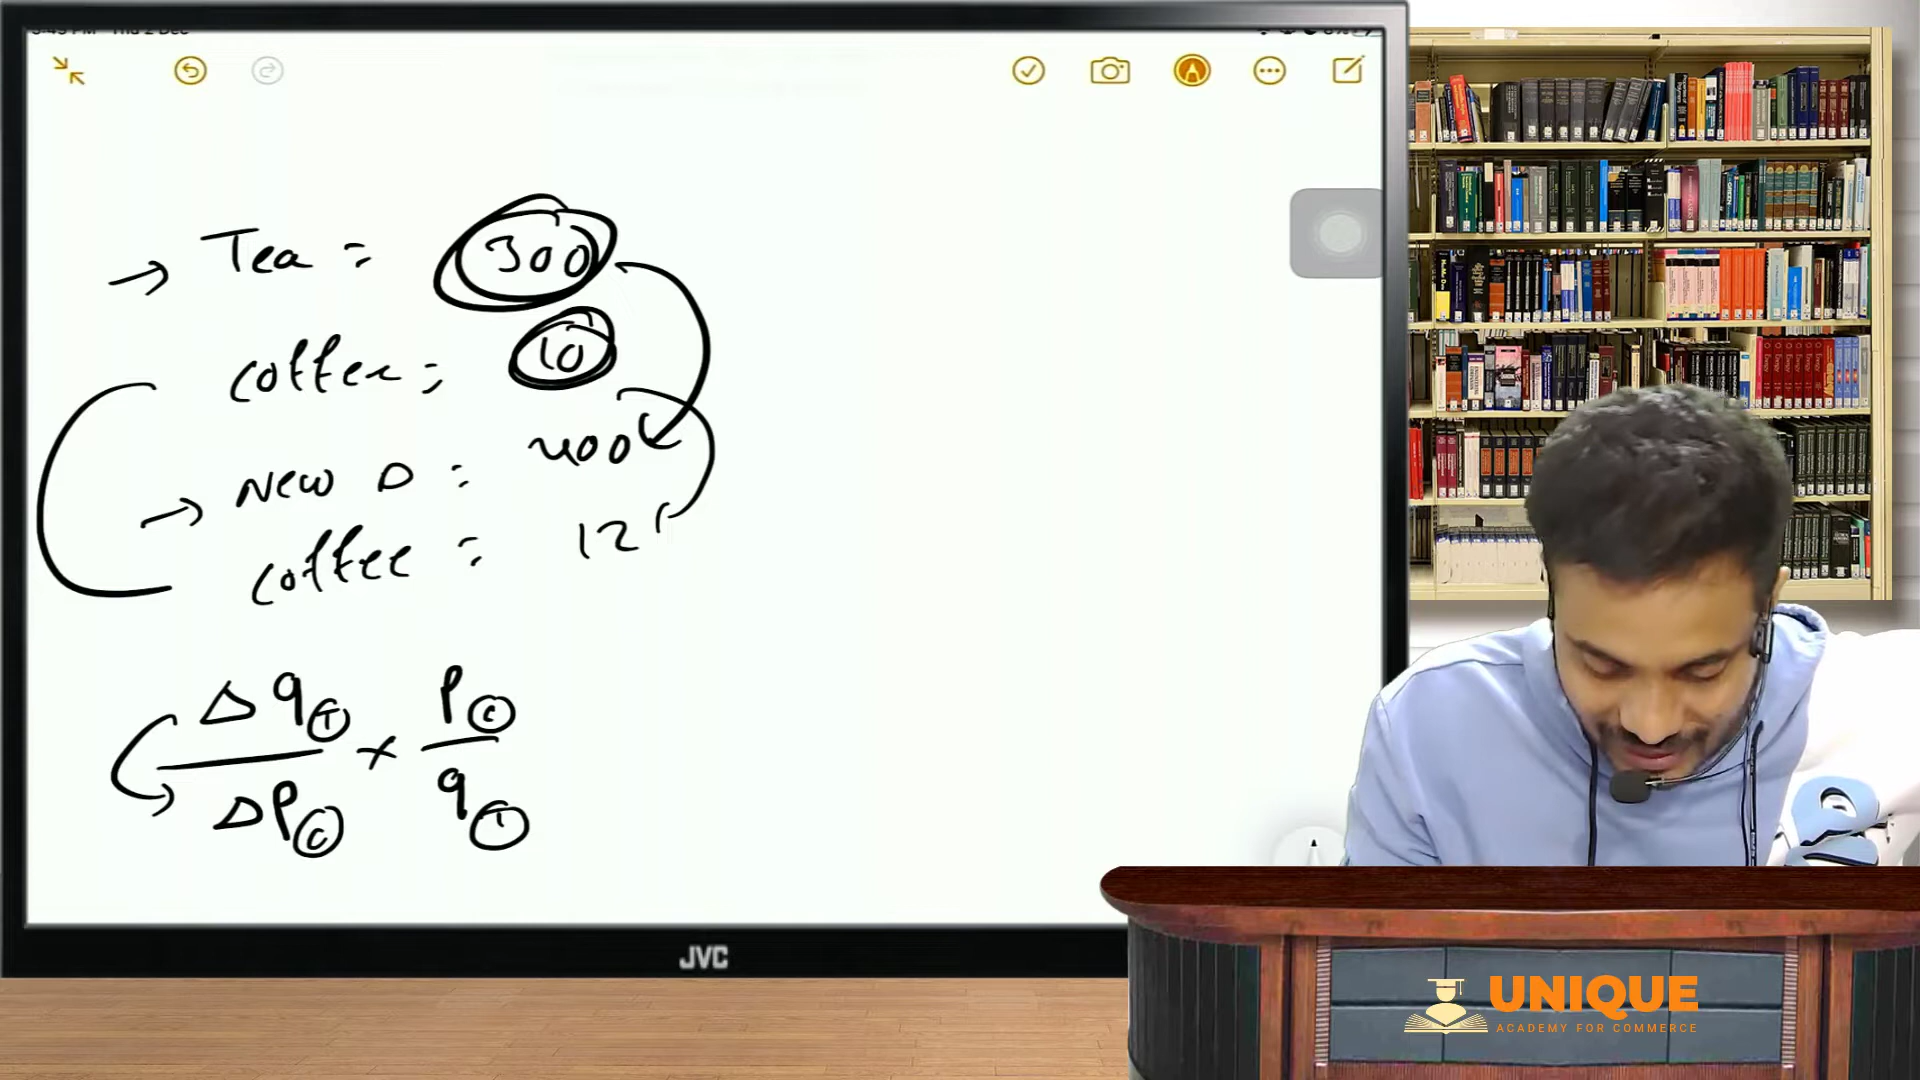 → Tea = 300
coffee = 10
→ New D = 400
coffee = 12
Δq(T) × P(C)
ΔP(C) q(T)
JVC
UNIQUE
ACADEMY FOR COMMERCE